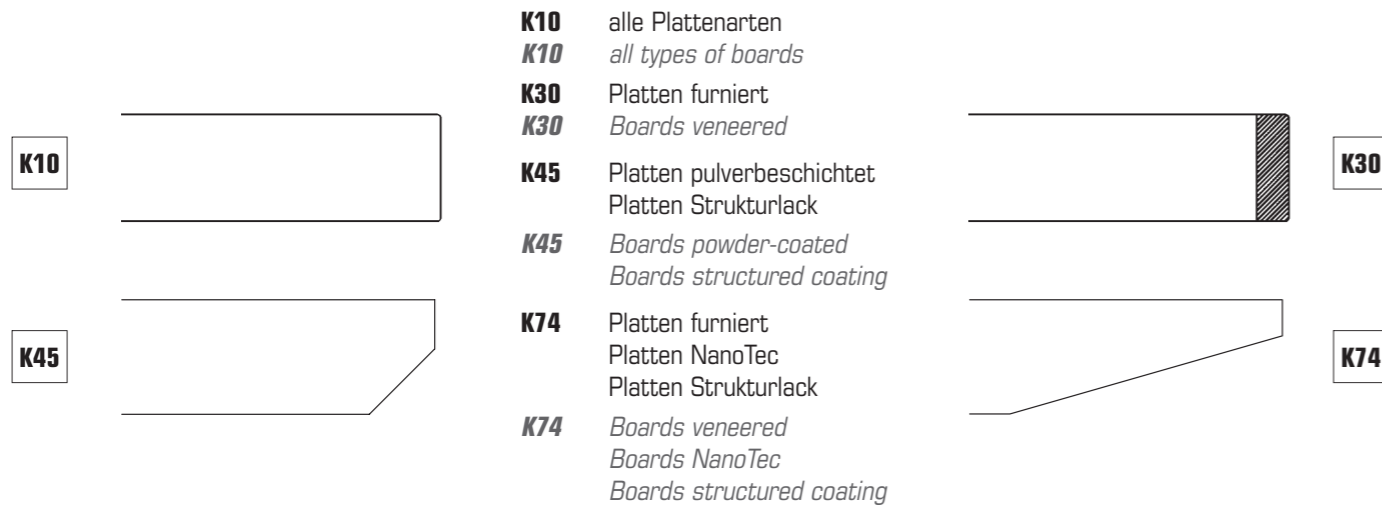 K10 alle Plattenarten
K10 all types of boards
K30 Platten furniert
K30 Boards veneered
K45 Platten pulverbeschichtet
Platten Strukturlack
K45 Boards powder-coated
Boards structured coating
K74 Platten furniert
Platten NanoTec
Platten Strukturlack
K74 Boards veneered
Boards NanoTec
Boards structured coating
K10
K45
K30
K74